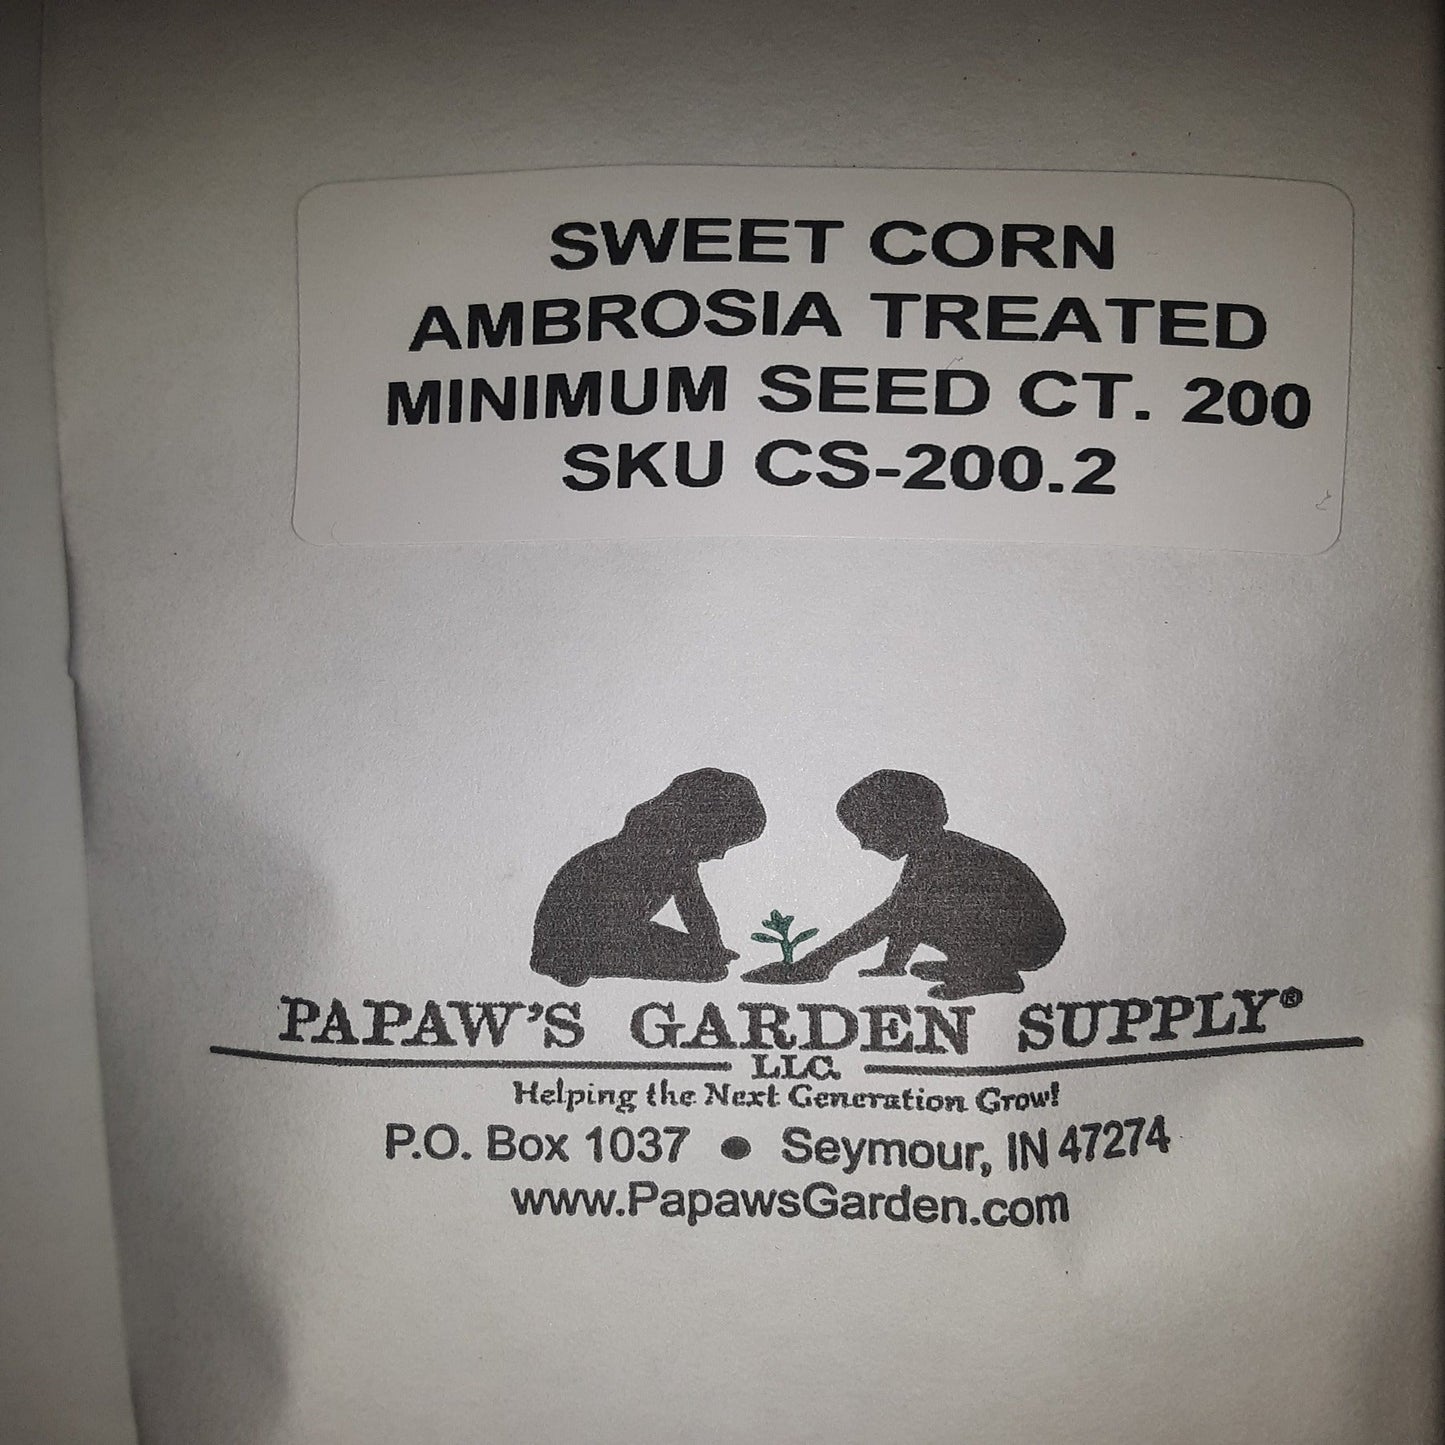 SWEET CORN
AMBROSIA TREATED
MINIMUM SEED CT. 200
SKU CS-200.2
PAPAW'S GARDEN SUPPLY®
LLC.
Helping the Next Generation Grow!
P.O. Box 1037 • Seymour, IN 47274
www.PapawsGarden.com